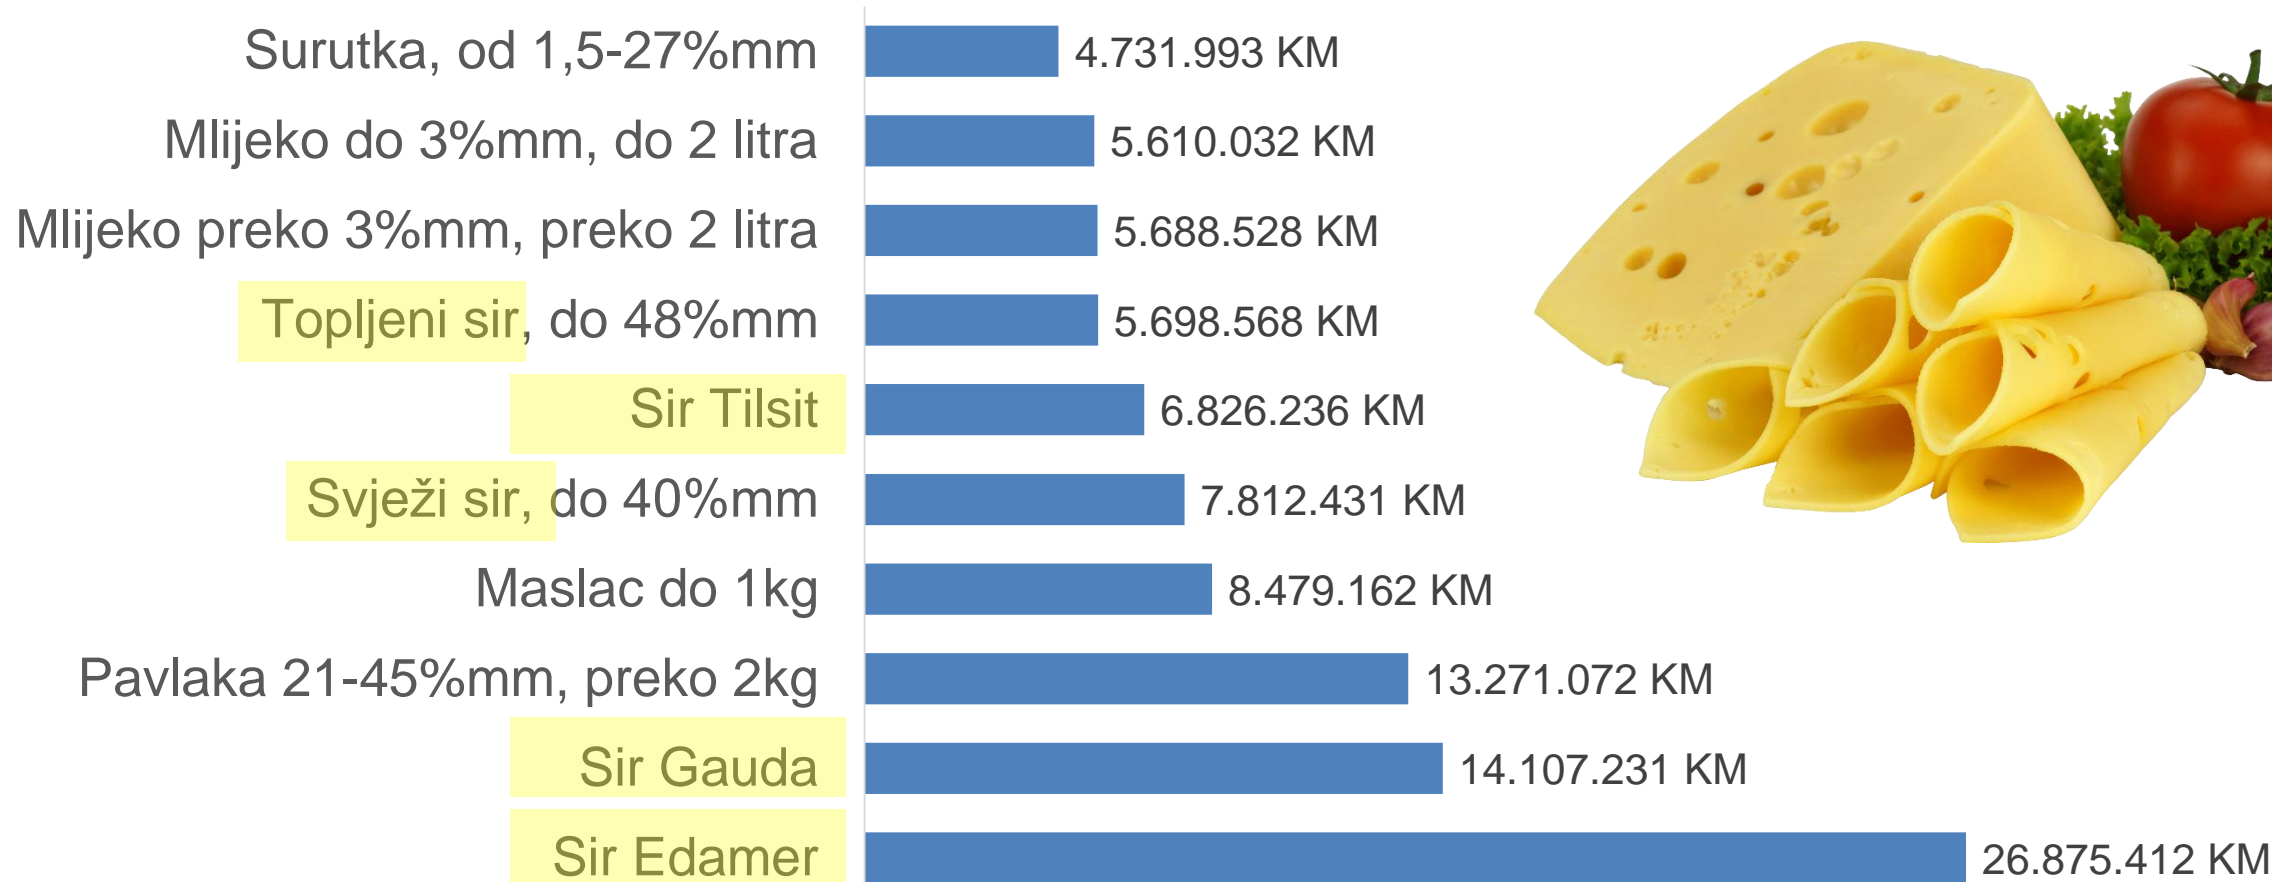 Surutka, od 1,5-27%mm 4.731.993 KM
Mlijeko do 3%mm, do 2 litra 5.610.032 KM
Mlijeko preko 3%mm, preko 2 litra 5.688.528 KM
Topljeni sir, do 48%mm 5.698.568 KM
Sir Tilsit 6.826.236 KM
Svježi sir, do 40%mm 7.812.431 KM
Maslac do 1kg 8.479.162 KM
Pavlaka 21-45%mm, preko 2kg 13.271.072 KM
Sir Gauda 14.107.231 KM
Sir Edamer 26.875.412 KM